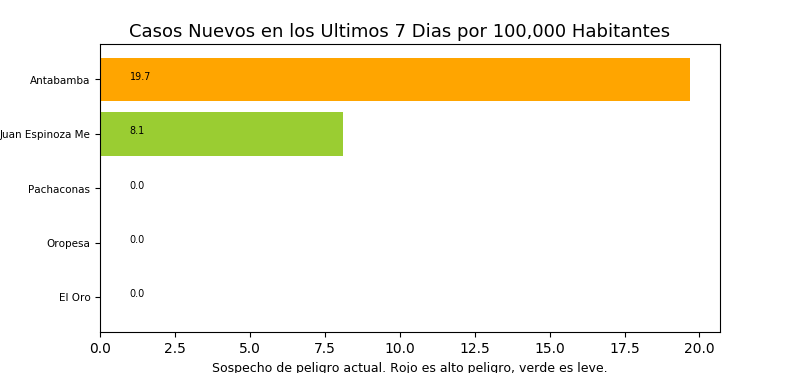 Casos Nuevos en los Ultimos 7 Dias por 100,000 Habitantes
Antabamba
19.7
Juan Espinoza Me
8.1
Pachaconas
0.0
Oropesa
0.0
El Oro
0.0
0.0 2.5 5.0 7.5 10.0 12.5 15.0 17.5 20.0
Sospecho de peligro actual. Rojo es alto peligro, verde es leve.